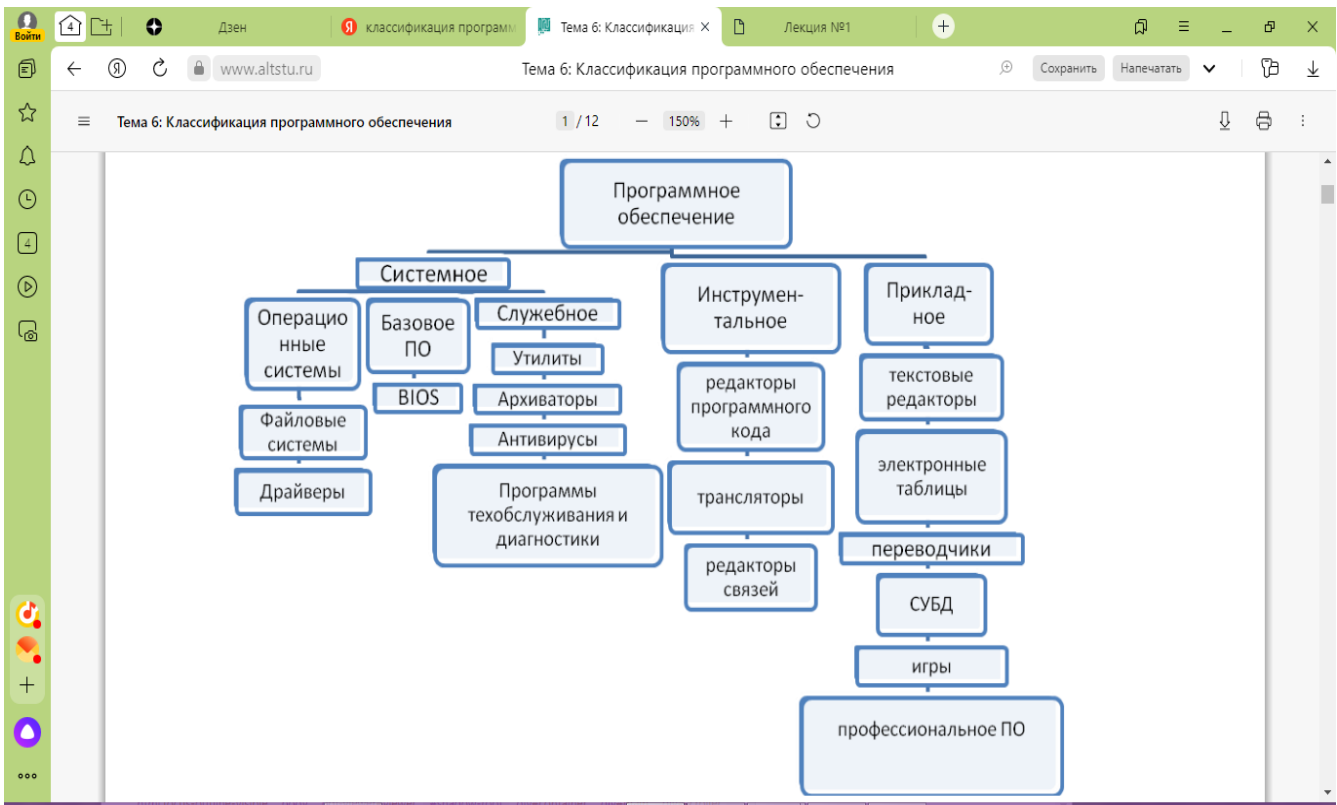 Войти
4
Дзен
Я классификация программ
Тема 6: Классификация
Лекция №1
www.altstu.ru
Тема 6: Классификация программного обеспечения
Сохранить
Напечатать
Тема 6: Классификация программного обеспечения
1 / 12
150%
4
Программное
обеспечение
Системное
Операцио
нные
системы
Файловые
системы
Драйверы
Базовое
ПО
BIOS
Служебное
Утилиты
Архиваторы
Антивирусы
Программы
техобслуживания и
диагностики
Инструмен-
тальное
редакторы
программного
кода
трансляторы
редакторы
связей
Приклад-
ное
текстовые
редакторы
электронные
таблицы
переводчики
СУБД
игры
профессиональное ПО